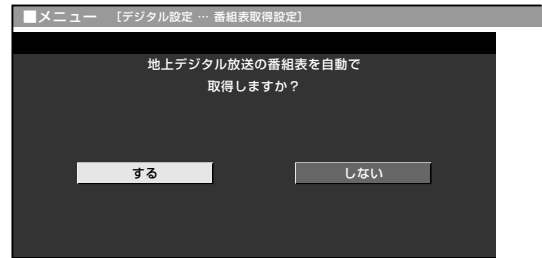 ■メニュー [デジタル設定 … 番組表取得設定]
地上デジタル放送の番組表を自動で
取得しますか？
する しない